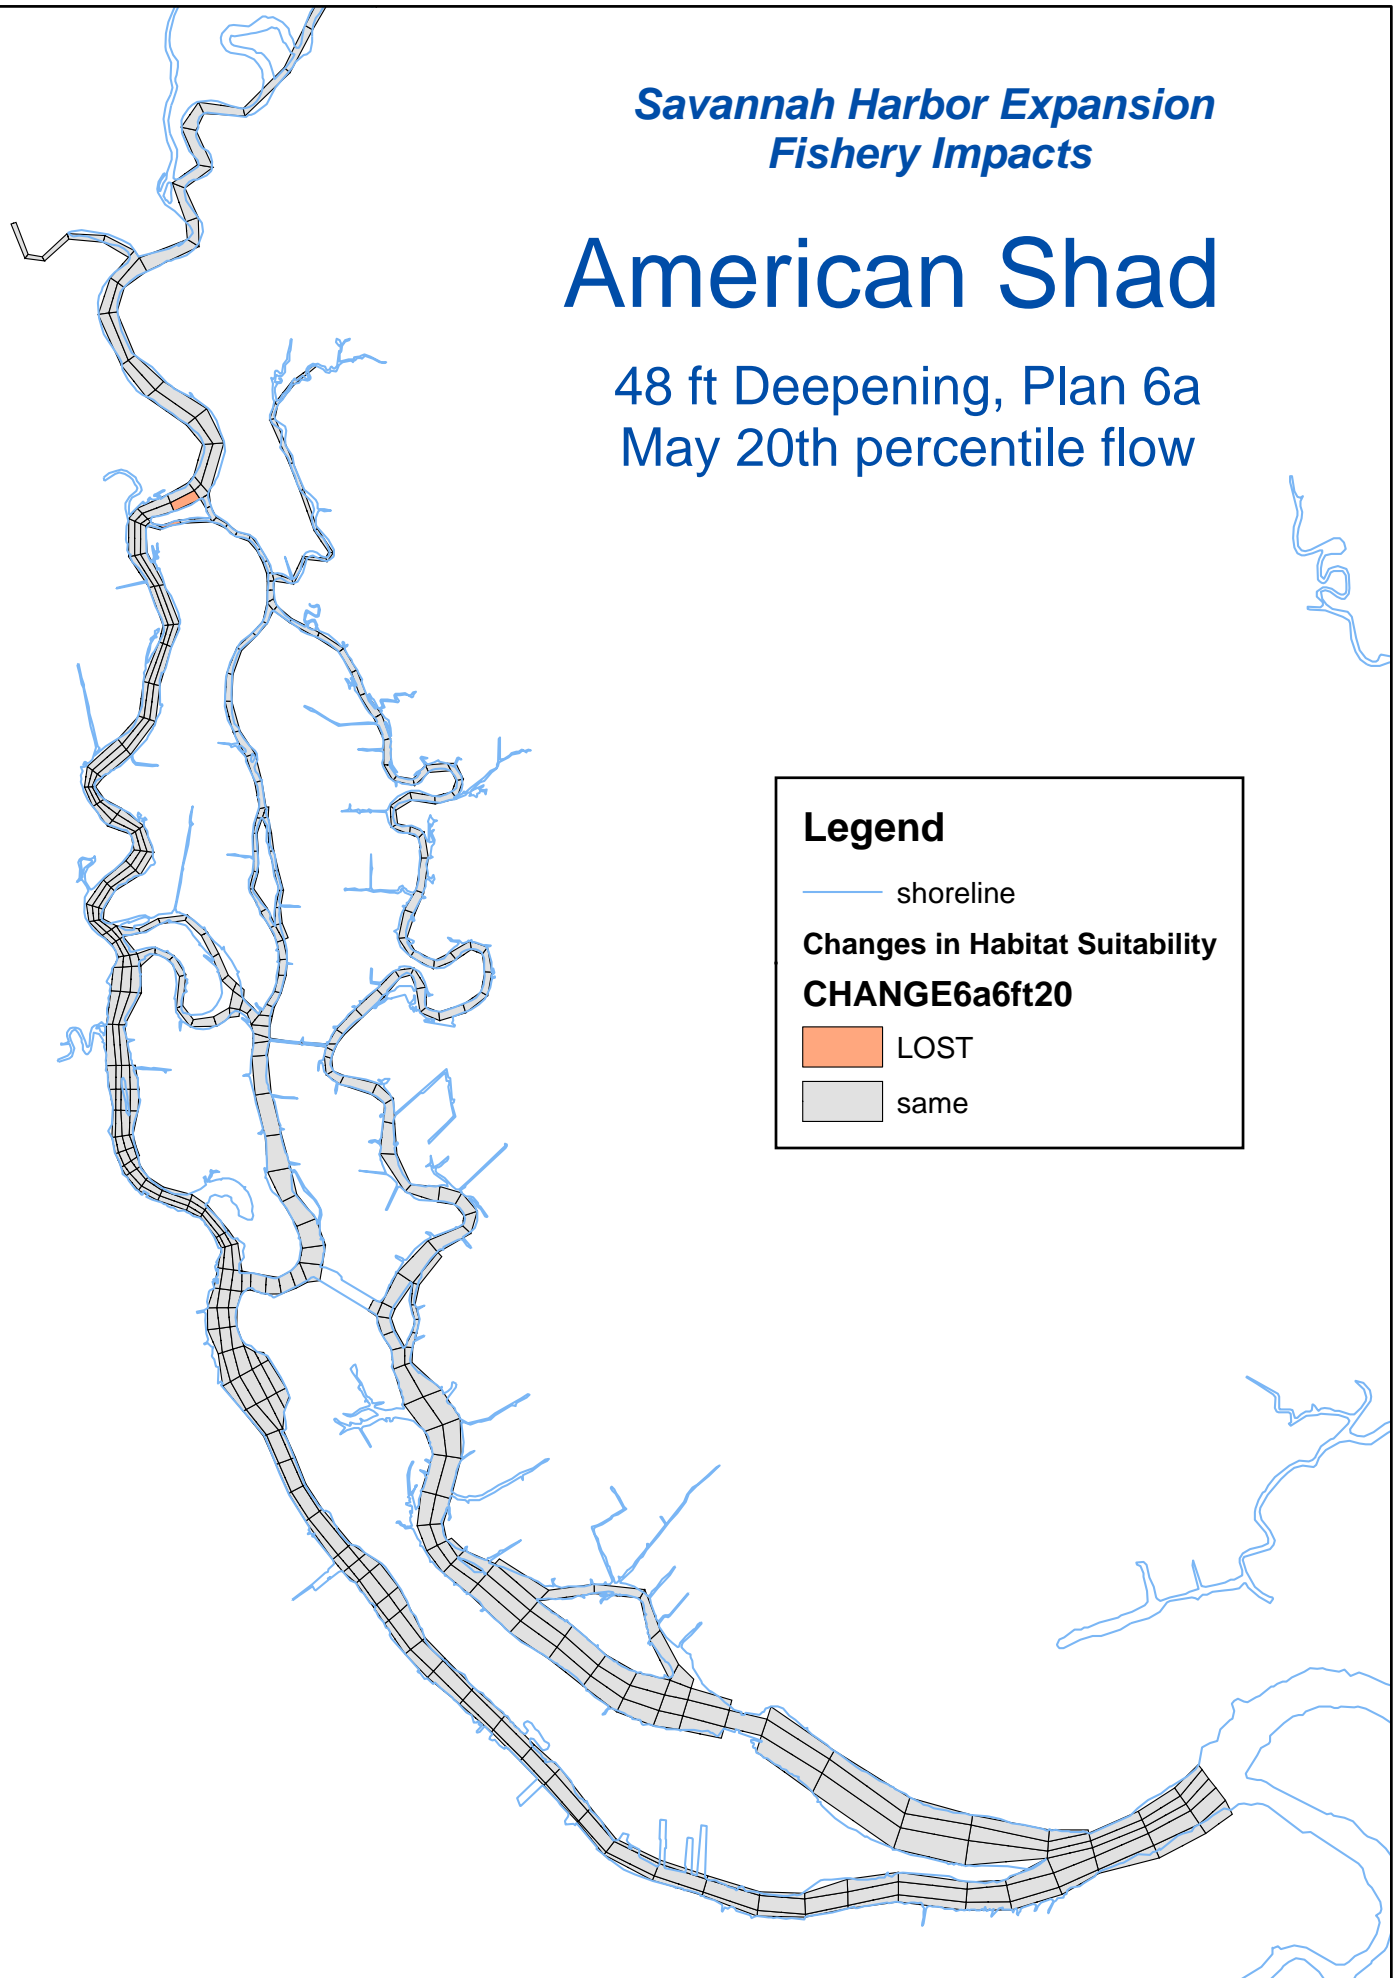 Savannah Harbor Expansion
Fishery Impacts
American Shad
48 ft Deepening, Plan 6a
May 20th percentile flow
Legend
shoreline
Changes in Habitat Suitability
CHANGE6a6ft20
LOST
same